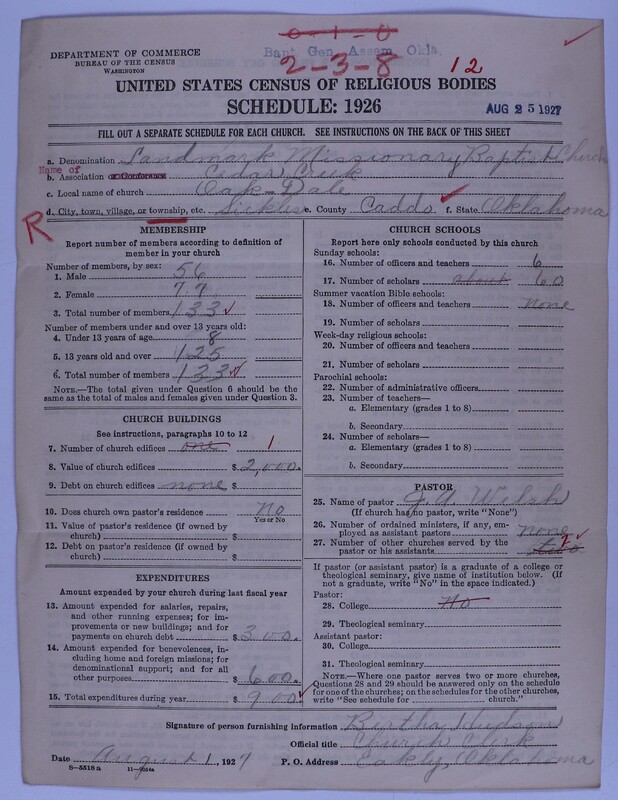 0-1-0
DEPARTMENT OF COMMERCE
BUREAU OF THE CENSUS
WASHINGTON
Bapt Gen. Assem. Okla.
2-3-8 12
UNITED STATES CENSUS OF RELIGIOUS BODIES
SCHEDULE: 1926
AUG 25 1927
FILL OUT A SEPARATE SCHEDULE FOR EACH CHURCH. SEE INSTRUCTIONS ON THE BACK OF THIS SHEET
a. Denomination Landmark Missionary Baptist Church
Name of
b. Association or Conference Cedar Creek
c. Local name of church Oak-Dale
d. City, town, village, or township, etc. Sickles e. County Caddo f. State Oklahoma
R
MEMBERSHIP
Report number of members according to definition of
member in your church
Number of members, by sex:
1. Male 56
2. Female 77
3. Total number of members 133
Number of members under and over 13 years old:
4. Under 13 years of age 8
5. 13 years old and over 125
6. Total number of members 133
NOTE.—The total given under Question 6 should be the
same as the total of males and females given under Question 3.
CHURCH BUILDINGS
See instructions, paragraphs 10 to 12
7. Number of church edifices one 1
8. Value of church edifices $ 2,000.
9. Debt on church edifices none $
10. Does church own pastor's residence No
Yes or No
11. Value of pastor's residence (if owned by
church) $
12. Debt on pastor's residence (if owned by
church) $
EXPENDITURES
Amount expended by your church during last fiscal year
13. Amount expended for salaries, repairs,
and other running expenses; for im-
provements or new buildings; and for
payments on church debt $ 300.
14. Amount expended for benevolences, in-
cluding home and foreign missions; for
denominational support; and for all
other purposes $ 600.
15. Total expenditures during year $ 900.
CHURCH SCHOOLS
Report here only schools conducted by this church
Sunday schools:
16. Number of officers and teachers 6
17. Number of scholars about 60
Summer vacation Bible schools:
18. Number of officers and teachers none
19. Number of scholars
Week-day religious schools:
20. Number of officers and teachers
21. Number of scholars
Parochial schools:
22. Number of administrative officers
23. Number of teachers—
a. Elementary (grades 1 to 8)
b. Secondary
24. Number of scholars—
a. Elementary (grades 1 to 8)
b. Secondary
PASTOR
25. Name of pastor J. A. Welsh
(If church has no pastor, write "None")
26. Number of ordained ministers, if any, em-
ployed as assistant pastors none
27. Number of other churches served by the
pastor or his assistants two 2
If pastor (or assistant pastor) is a graduate of a college or
theological seminary, give name of institution below. (If
not a graduate, write "No" in the space indicated.)
Pastor:
28. College No
29. Theological seminary
Assistant pastor:
30. College
31. Theological seminary
NOTE.—Where one pastor serves two or more churches,
Questions 28 and 29 should be answered only on the schedule
for one of the churches; on the schedules for the other churches,
write "See schedule for church."
Signature of person furnishing information Bertha Hudson
Official title Church Clerk
Date August 1, 1927 P. O. Address Eakly, Oklahoma
S-5518a